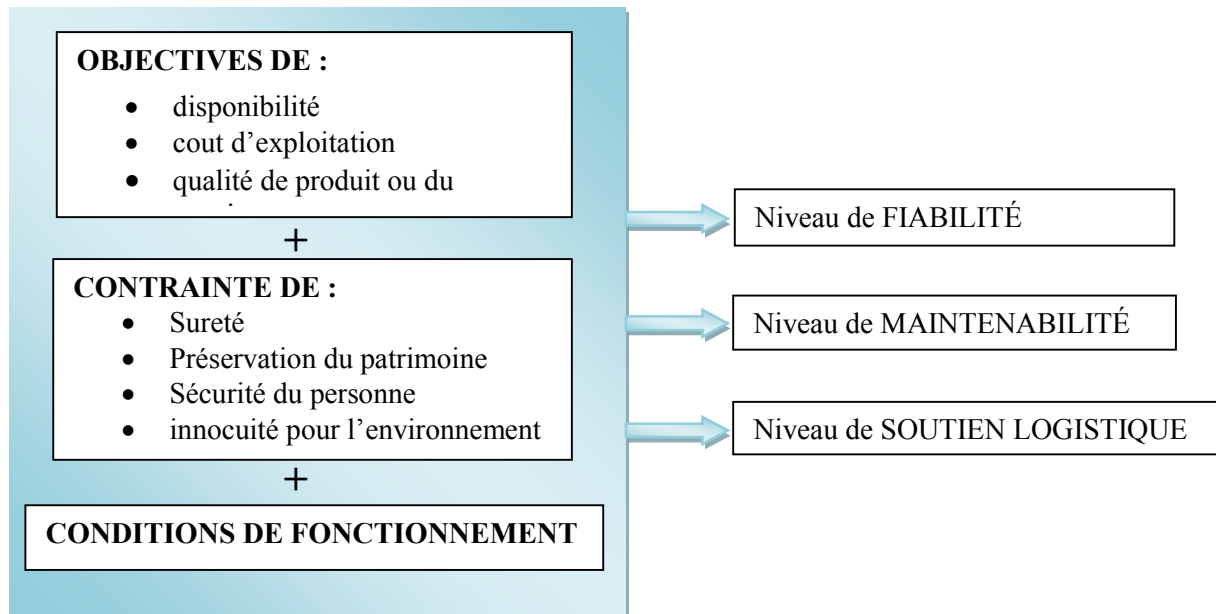 OBJECTIVES DE :
• disponibilité
• cout d’exploitation
• qualité de produit ou du
+
CONTRAINTE DE :
• Sureté
• Préservation du patrimoine
• Sécurité du personne
• innocuité pour l’environnement
+
CONDITIONS DE FONCTIONNEMENT
Niveau de FIABILITÉ
Niveau de MAINTENABILITÉ
Niveau de SOUTIEN LOGISTIQUE